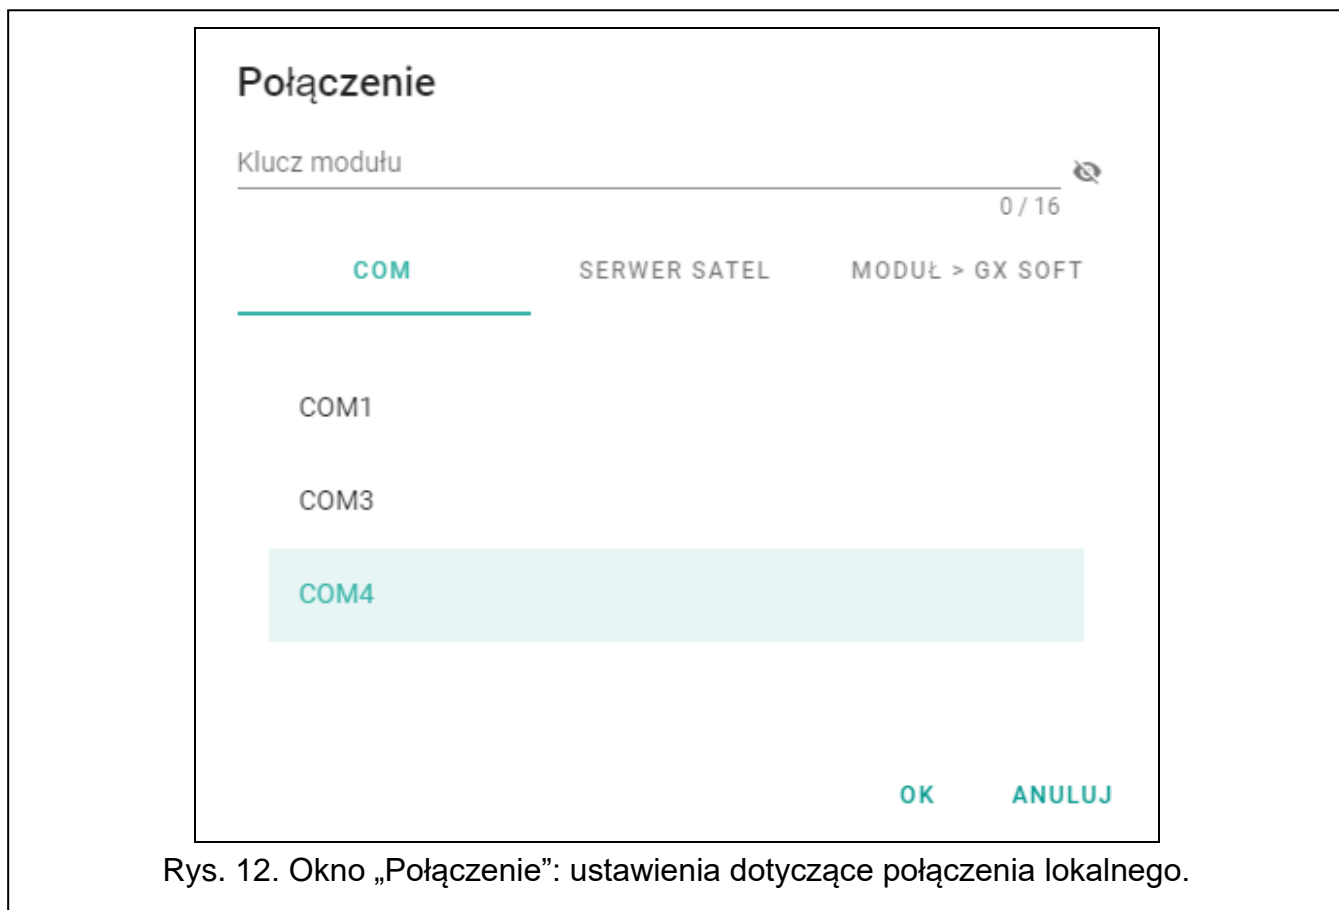 Połączenie
Klucz modułu
0 / 16
COM SERWER SATEL MODUŁ > GX SOFT
COM1
COM3
COM4
OK ANULUJ
Rys. 12. Okno „Połączenie”: ustawienia dotyczące połączenia lokalnego.